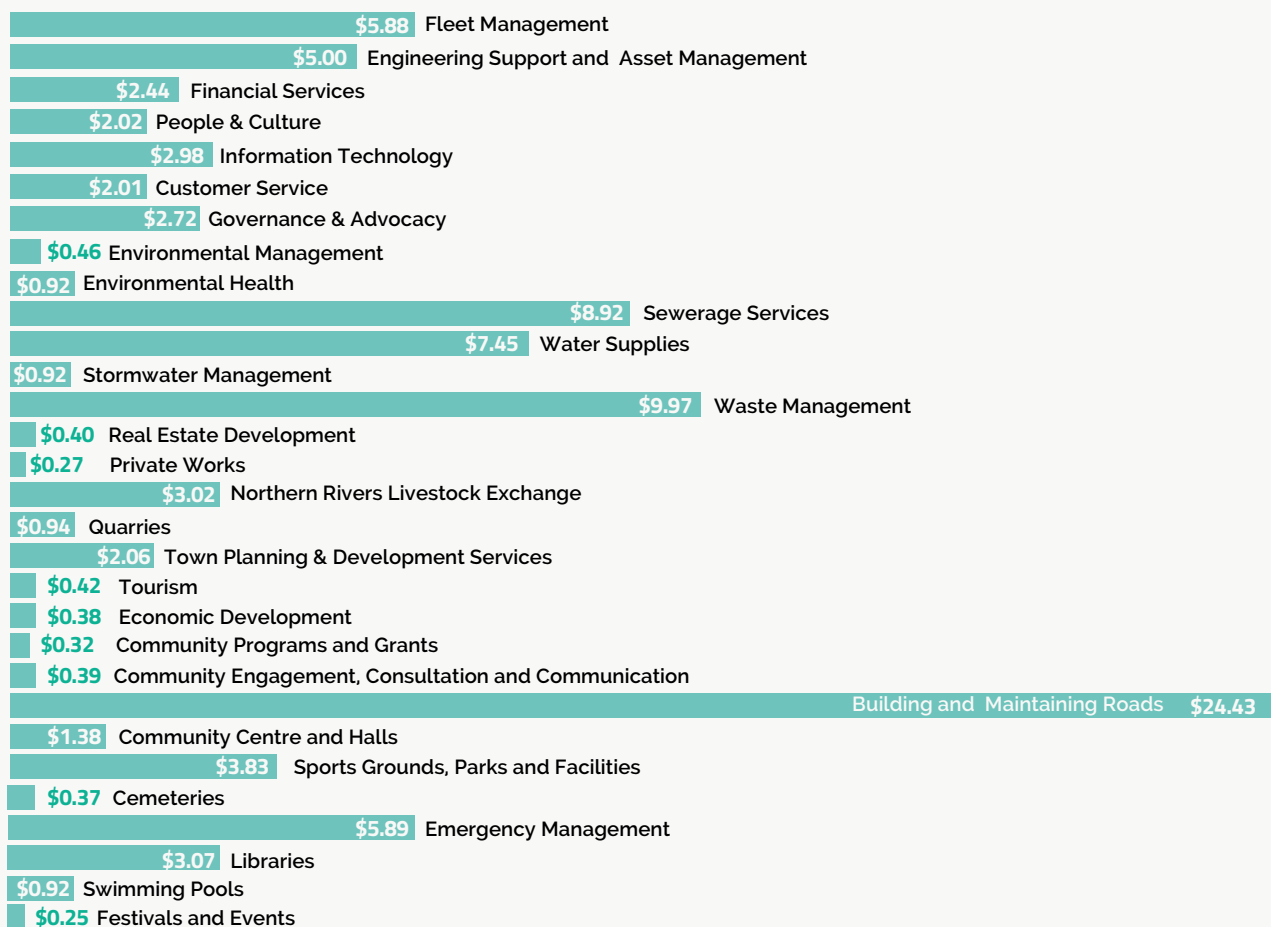 $5.88 Fleet Management
$5.00 Engineering Support and Asset Management
$2.44 Financial Services
$2.02 People & Culture
$2.98 Information Technology
$2.01 Customer Service
$2.72 Governance & Advocacy
$0.46 Environmental Management
$0.92 Environmental Health
$8.92 Sewerage Services
$7.45 Water Supplies
$0.92 Stormwater Management
$9.97 Waste Management
$0.40 Real Estate Development
$0.27 Private Works
$3.02 Northern Rivers Livestock Exchange
$0.94 Quarries
$2.06 Town Planning & Development Services
$0.42 Tourism
$0.38 Economic Development
$0.32 Community Programs and Grants
$0.39 Community Engagement, Consultation and Communication
Building and Maintaining Roads $24.43
$1.38 Community Centre and Halls
$3.83 Sports Grounds, Parks and Facilities
$0.37 Cemeteries
$5.89 Emergency Management
$3.07 Libraries
$0.92 Swimming Pools
$0.25 Festivals and Events